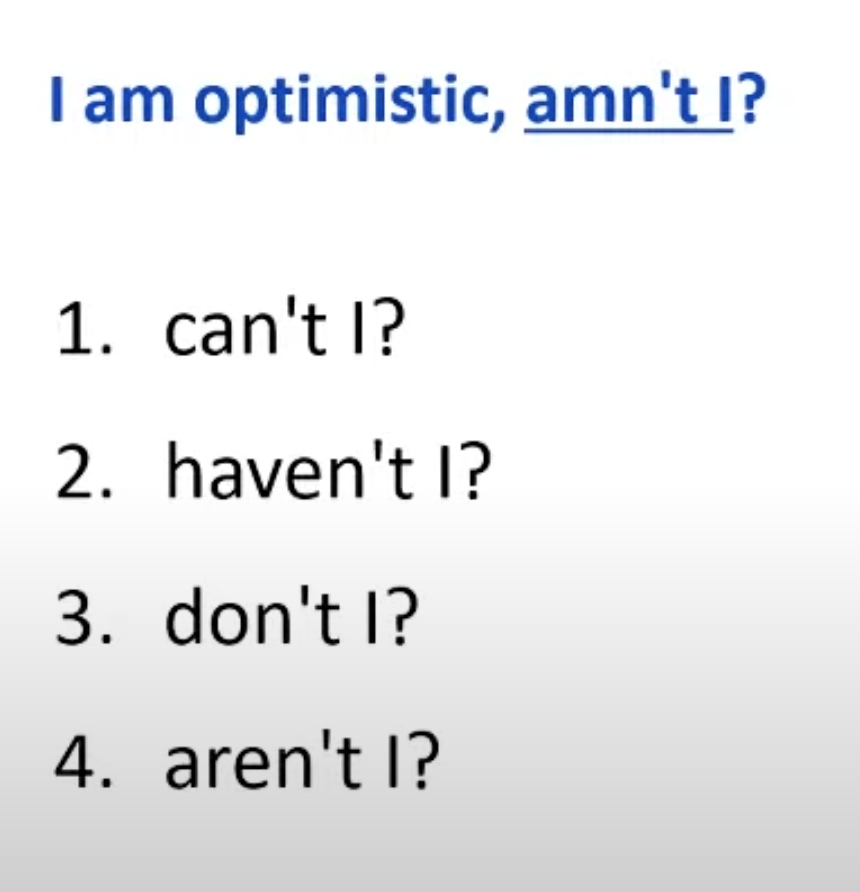 I am optimistic, amn't I?
1. can't I?
2. haven't I?
3. don't I?
4. aren't I?